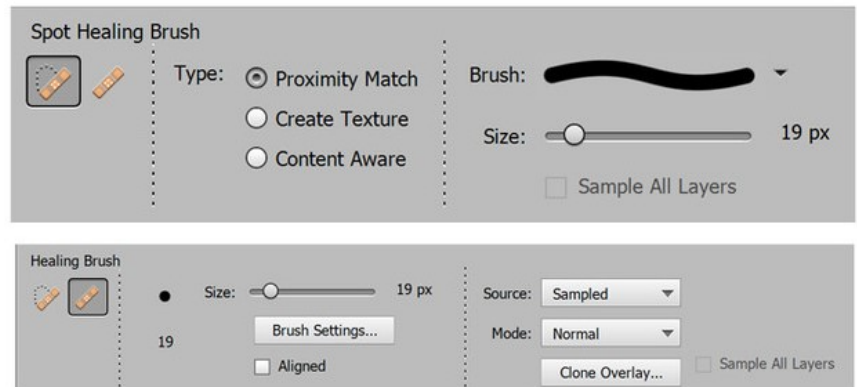 Spot Healing Brush
Type: Proximity Match
Create Texture
Content Aware
Brush:
Size: 19 px
Sample All Layers
Healing Brush
Size: 19 px
19
Brush Settings...
Aligned
Source: Sampled
Mode: Normal
Clone Overlay... Sample All Layers